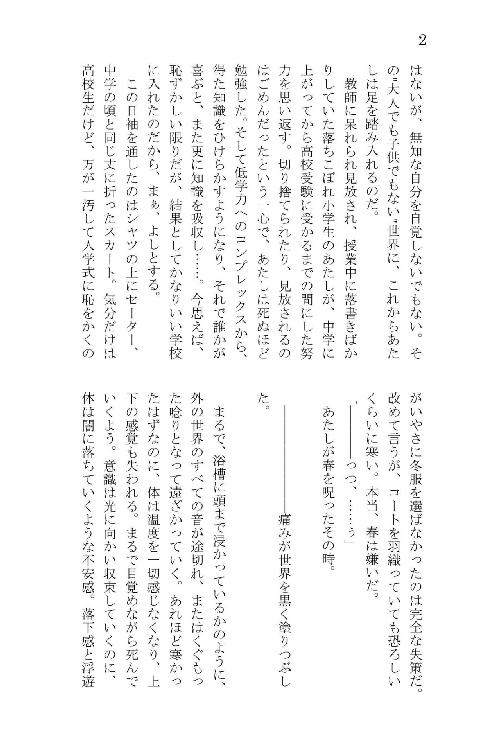 2
はないが、無知な自分を自覚しないでもない。そ
の“大人でも子供でもない”世界に、これからあた
しは足を踏み入れるのだ。
教師に呆れられ見放され、授業中に落書きばか
りしていた落ちこぼれ小学生のあたしが、中学に
上がってから高校受験に受かるまでの間にした努
力を思い返す。切り捨てられたり、見放されるの
はごめんだったという一心で、あたしは死ぬほど
勉強した。そして低学力へのコンプレックスから、
得た知識をひけらかすようになり、それで誰かが
喜ぶと、また更に知識を吸収し……。今思えば、
恥ずかしい限りだが、結果としてかなりいい学校
に入れたのだから、まぁ、よしとする。
この日袖を通したのはシャツの上にセーター、
中学の頃と同じ丈に折ったスカート。気分だけは
高校生だけど、万が一汚して入学式に恥をかくの
がいやさに冬服を選ばなかったのは完全な失策だ。
改めて言うが、コートを羽織っていても恐ろしい
くらいに寒い。本当、春は嫌いだ。
「―――――っつ、……う」
あたしが春を呪ったその時。
―――――――――――痛みが世界を黒く塗りつぶし
た。
まるで、浴槽に頭まで浸かっているかのように、
外の世界のすべての音が途切れ、またはくぐもっ
た唸りとなって遠ざかっていく。あれほど寒かっ
たはずなのに、体は温度を一切感じなくなり、上
下の感覚も失われる。まるで目覚めながら死んで
いくよう。意識は光に向かい収束していくのに、
体は闇に落ちていくような不安感。落下感と浮遊